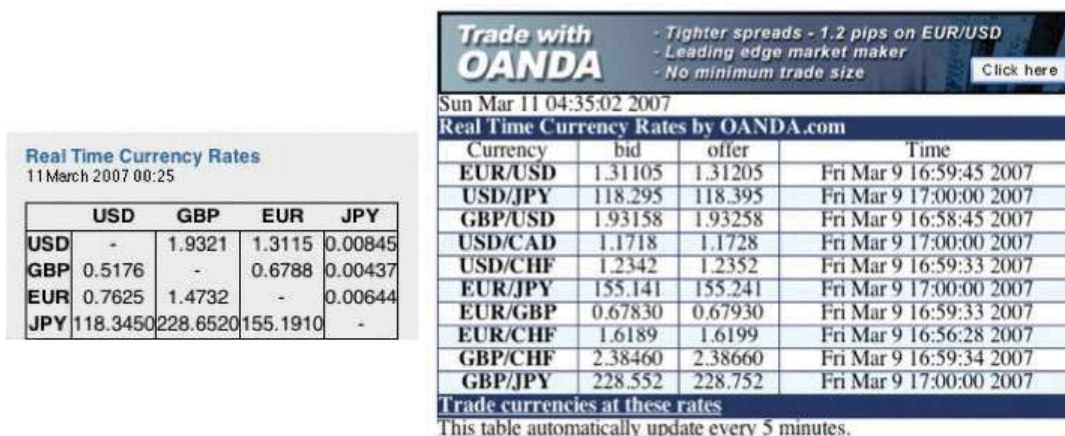 Real Time Currency Rates
11 March 2007 00:25
USD GBP EUR JPY
USD - 1.9321 1.3115 0.00845
GBP 0.5176 - 0.6788 0.00437
EUR 0.7625 1.4732 - 0.00644
JPY 118.3450 228.6520 155.1910 -
Trade with OANDA
- Tighter spreads - 1.2 pips on EUR/USD
- Leading edge market maker
- No minimum trade size
Click here
Sun Mar 11 04:35:02 2007
Real Time Currency Rates by OANDA.com
Currency bid offer Time
EUR/USD 1.31105 1.31205 Fri Mar 9 16:59:45 2007
USD/JPY 118.295 118.395 Fri Mar 9 17:00:00 2007
GBP/USD 1.93158 1.93258 Fri Mar 9 16:58:45 2007
USD/CAD 1.1718 1.1728 Fri Mar 9 17:00:00 2007
USD/CHF 1.2342 1.2352 Fri Mar 9 16:59:33 2007
EUR/JPY 155.141 155.241 Fri Mar 9 17:00:00 2007
EUR/GBP 0.67830 0.67930 Fri Mar 9 16:59:33 2007
EUR/CHF 1.6189 1.6199 Fri Mar 9 16:56:28 2007
GBP/CHF 2.38460 2.38660 Fri Mar 9 16:59:34 2007
GBP/JPY 228.552 228.752 Fri Mar 9 17:00:00 2007
Trade currencies at these rates
This table automatically update every 5 minutes.